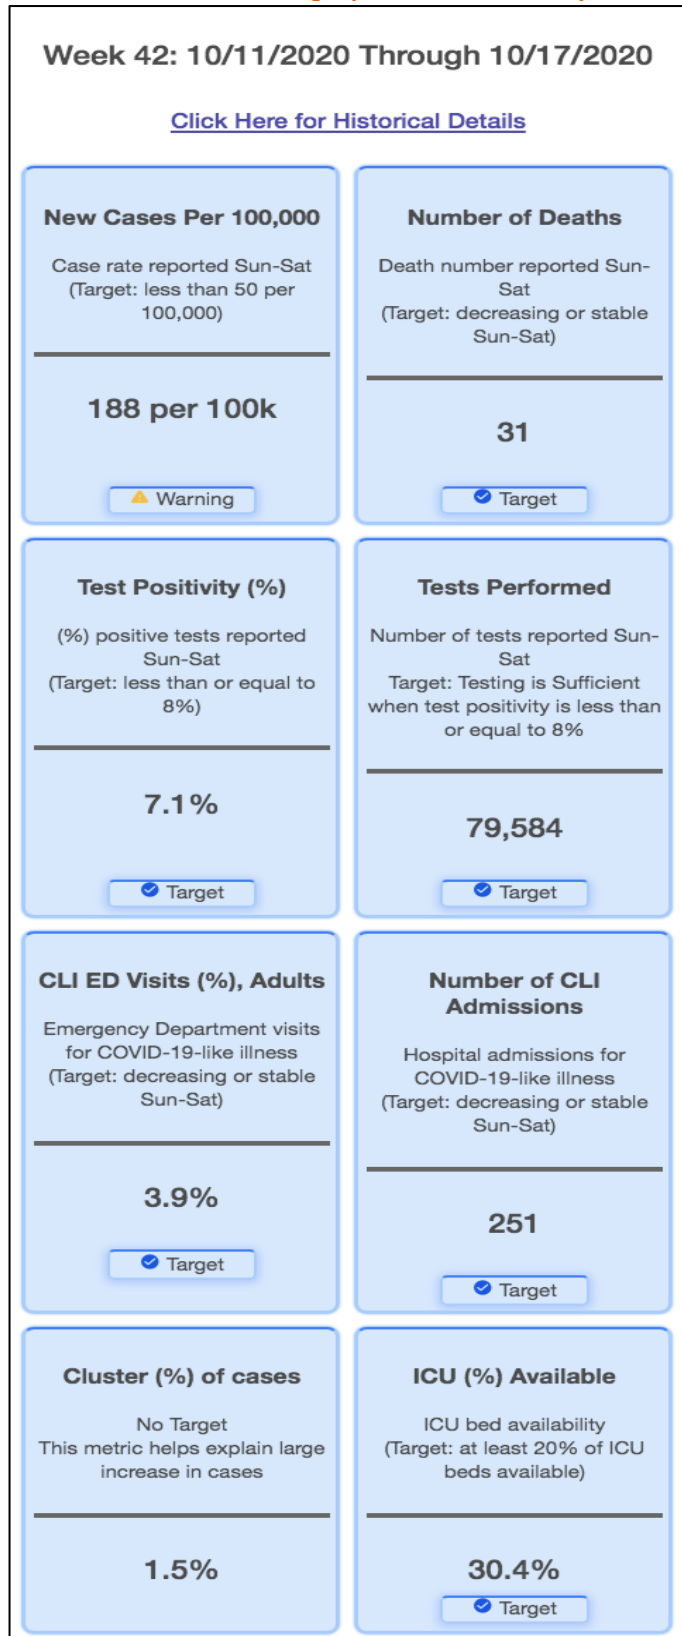 Week 42: 10/11/2020 Through 10/17/2020
Click Here for Historical Details
New Cases Per 100,000
Case rate reported Sun-Sat
(Target: less than 50 per
100,000)
188 per 100k
Warning
Number of Deaths
Death number reported Sun-
Sat
(Target: decreasing or stable
Sun-Sat)
31
Target
Test Positivity (%)
(%) positive tests reported
Sun-Sat
(Target: less than or equal to
8%)
7.1%
Target
Tests Performed
Number of tests reported Sun-
Sat
Target: Testing is Sufficient
when test positivity is less than
or equal to 8%
79,584
Target
CLI ED Visits (%), Adults
Emergency Department visits
for COVID-19-like illness
(Target: decreasing or stable
Sun-Sat)
3.9%
Target
Number of CLI
Admissions
Hospital admissions for
COVID-19-like illness
(Target: decreasing or stable
Sun-Sat)
251
Target
Cluster (%) of cases
No Target
This metric helps explain large
increase in cases
1.5%
ICU (%) Available
ICU bed availability
(Target: at least 20% of ICU
beds available)
30.4%
Target